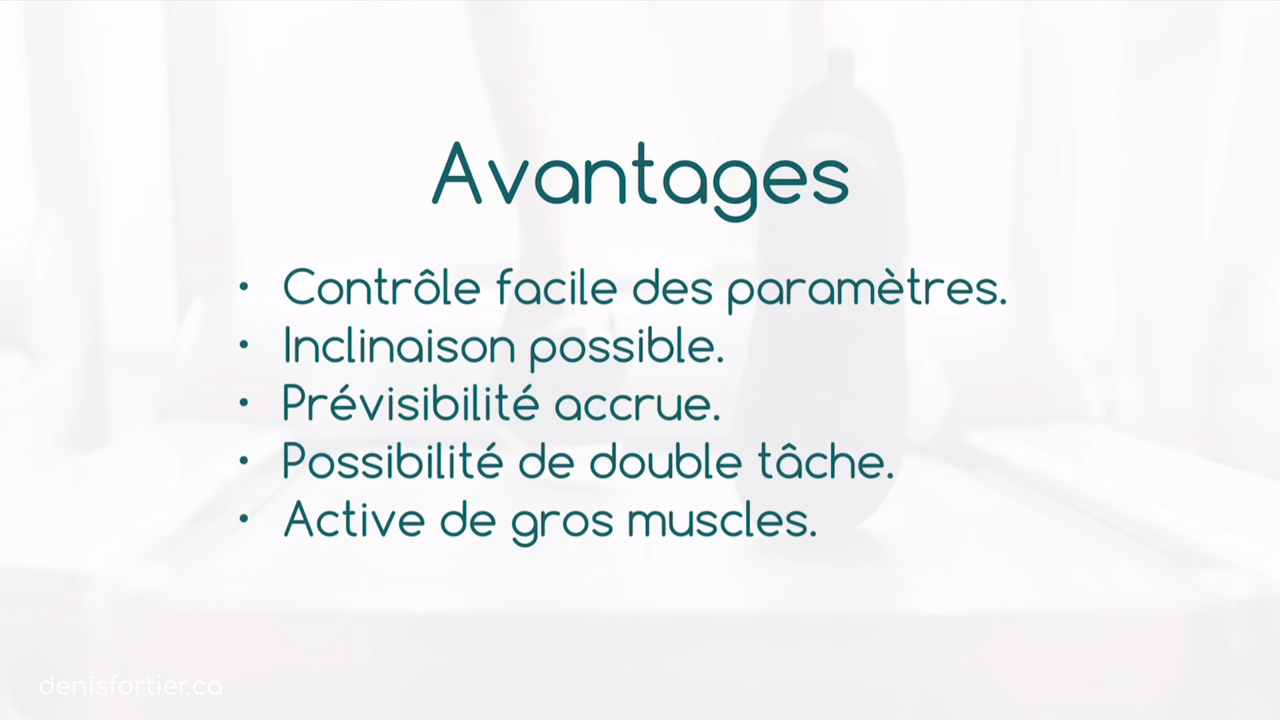 Avantages
• Contrôle facile des paramètres.
• Inclinaison possible.
• Prévisibilité accrue.
• Possibilité de double tâche.
• Active de gros muscles.
denisfortier.ca